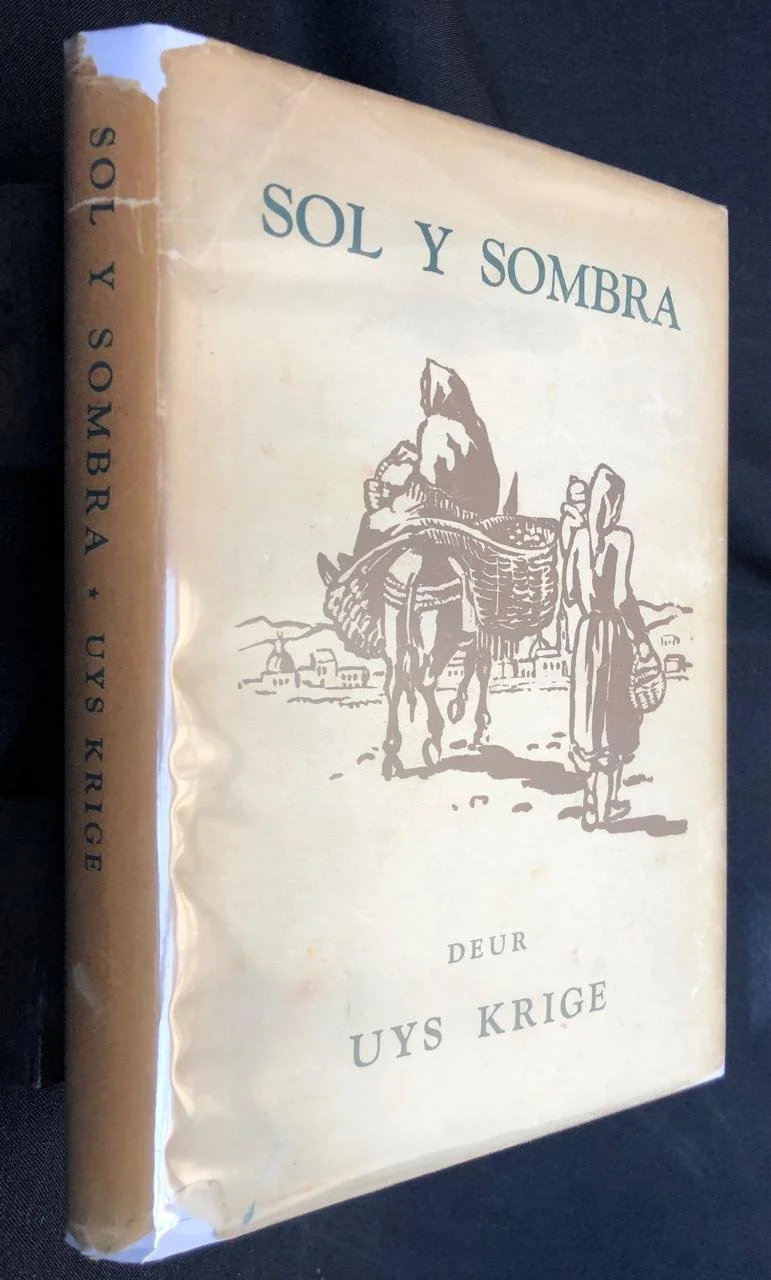 SOL Y SOMBRA ★ UYS KRIGE
SOL Y SOMBRA
DEUR
UYS KRIGE